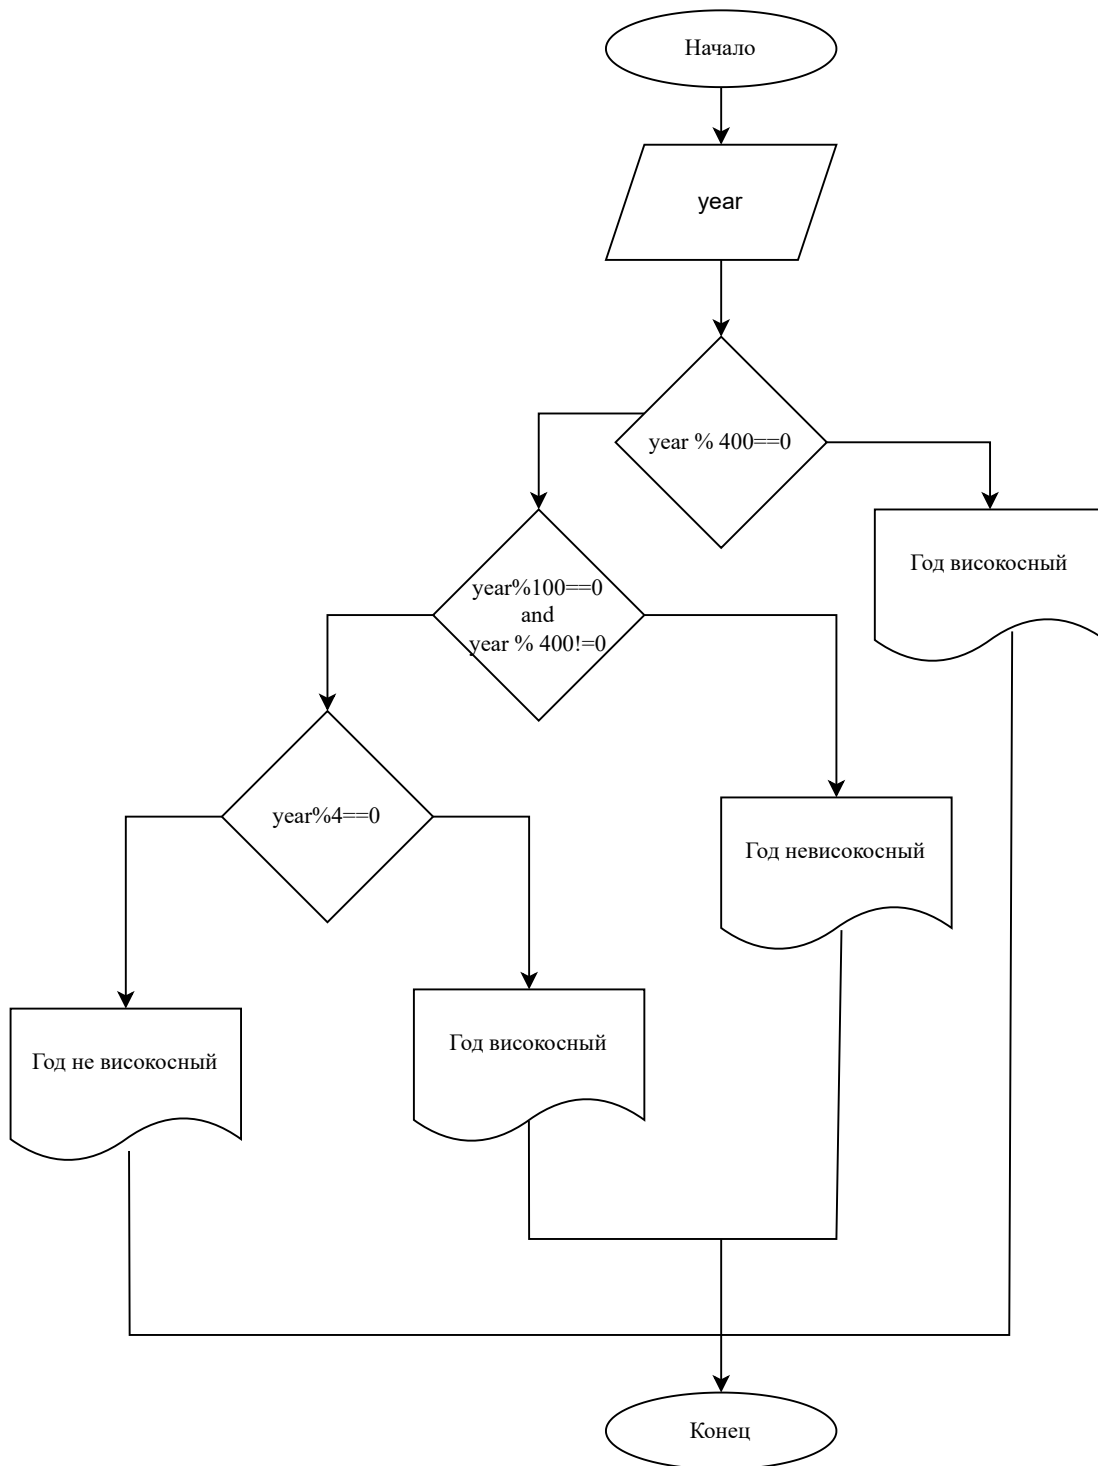 Начало
year
year % 400==0
Год високосный
year%100==0
and
year % 400!=0
year%4==0
Год невисокосный
Год високосный
Год не високосный
Конец